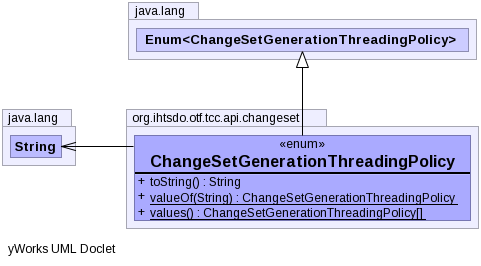 java.lang
Enum<ChangeSetGenerationThreadingPolicy>
java.lang
String
org.ihtsdo.otf.tcc.api.changeset
«enum»
ChangeSetGenerationThreadingPolicy
+ toString() : String
+ valueOf(String) : ChangeSetGenerationThreadingPolicy
+ values() : ChangeSetGenerationThreadingPolicy[]
yWorks UML Doclet